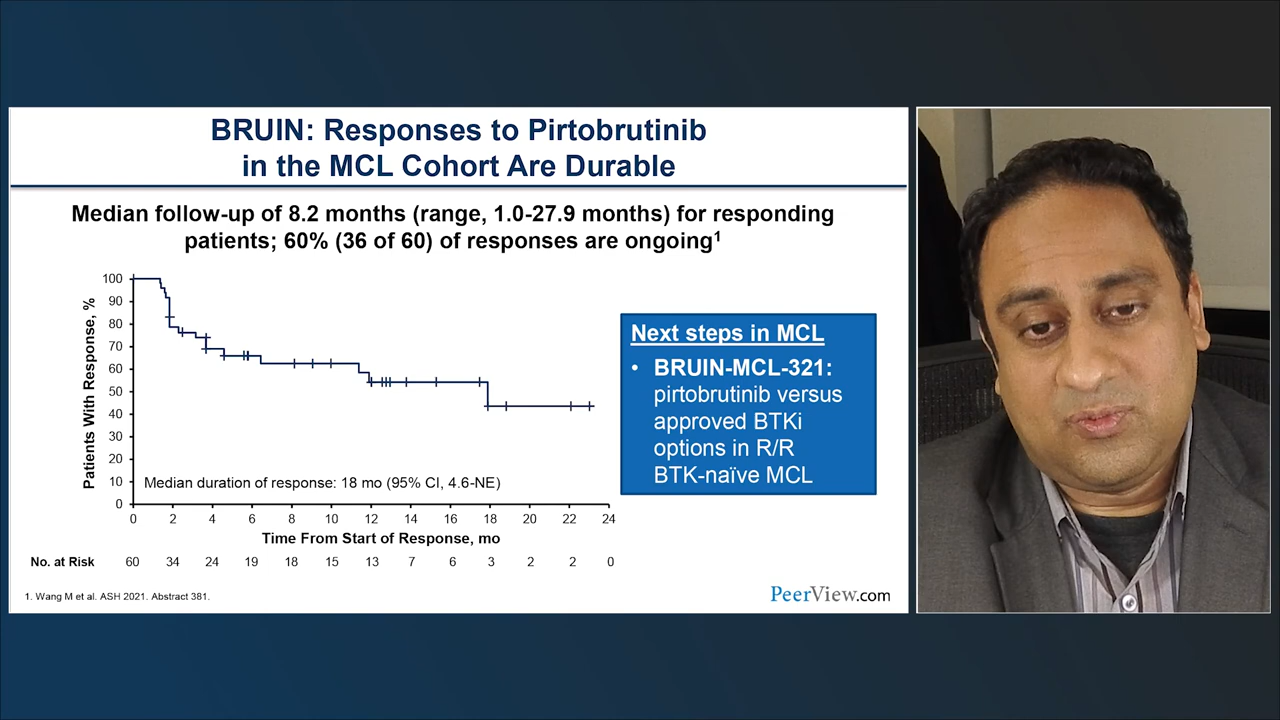 BRUIN: Responses to Pirtobrutinib
in the MCL Cohort Are Durable
Median follow-up of 8.2 months (range, 1.0-27.9 months) for responding
patients; 60% (36 of 60) of responses are ongoing¹
Patients With Response, %
100
90
80
70
60
50
40
30
20
10
0
Median duration of response: 18 mo (95% CI, 4.6-NE)
0 2 4 6 8 10 12 14 16 18 20 22 24
Time From Start of Response, mo
No. at Risk 60 34 24 19 18 15 13 7 6 3 2 2 0
Next steps in MCL
• BRUIN-MCL-321:
pirtobrutinib versus
approved BTKi
options in R/R
BTK-naïve MCL
1. Wang M et al. ASH 2021. Abstract 381.
PeerView.com